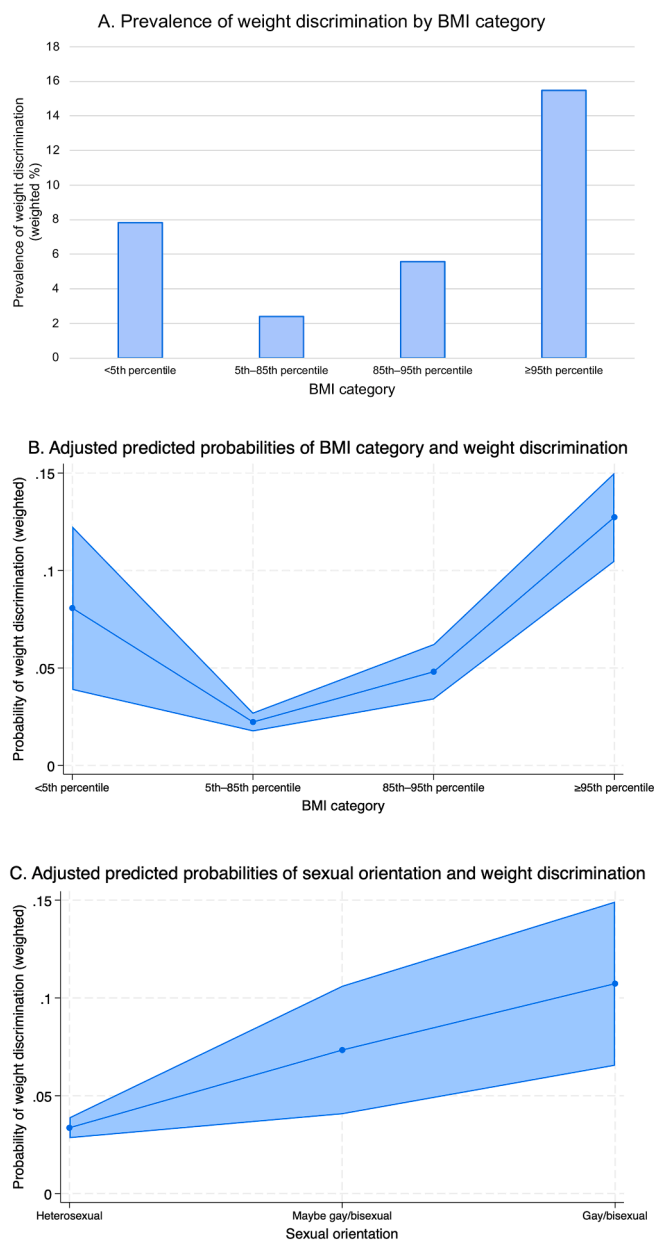 A. Prevalence of weight discrimination by BMI category
Prevalence of weight discrimination
(weighted %)
18
16
14
12
10
8
6
4
2
0
<5th percentile
5th–85th percentile
85th–95th percentile
≥95th percentile
BMI category
B. Adjusted predicted probabilities of BMI category and weight discrimination
Probability of weight discrimination (weighted)
.15
.1
.05
0
<5th percentile
5th–85th percentile
85th–95th percentile
≥95th percentile
BMI category
C. Adjusted predicted probabilities of sexual orientation and weight discrimination
Probability of weight discrimination (weighted)
.15
.1
.05
0
Heterosexual
Maybe gay/bisexual
Gay/bisexual
Sexual orientation